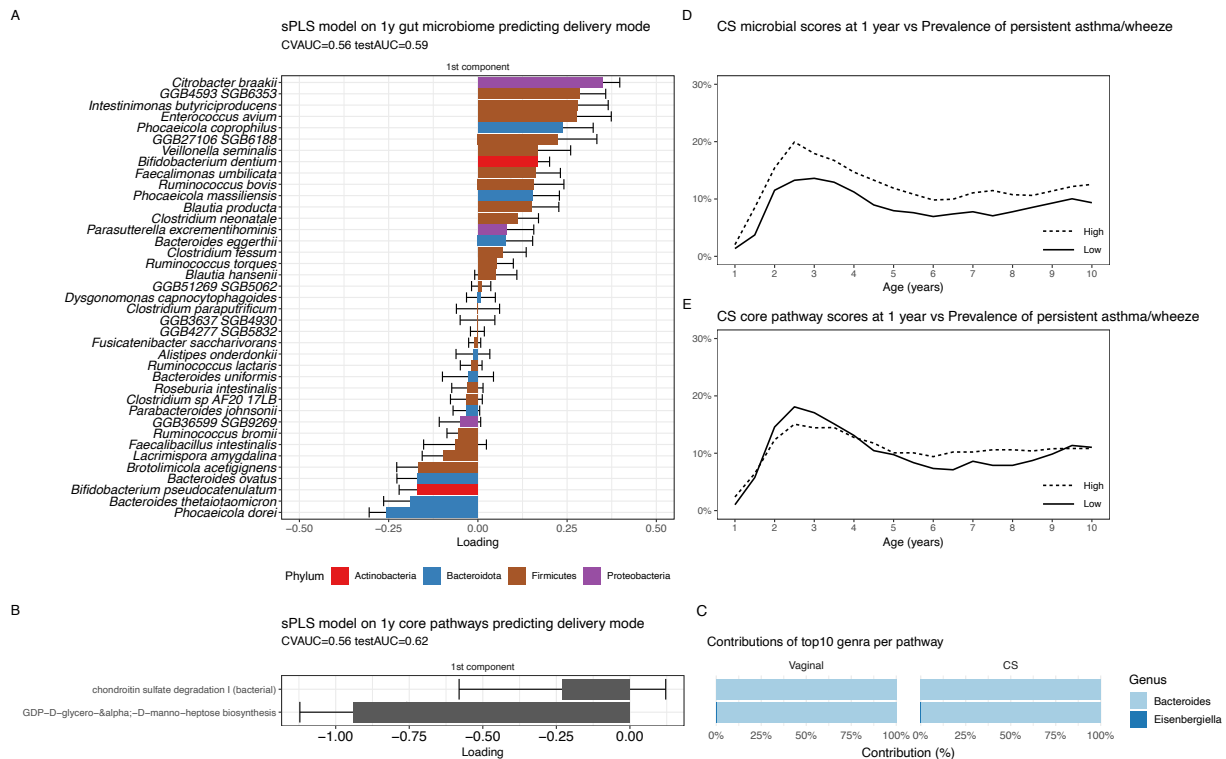 A
sPLS model on 1y gut microbiome predicting delivery mode
CVAUC=0.56 testAUC=0.59
1st component
Citrobacter braakii
GGB4593 SGB6353
Intestinimonas butyriciproducens
Enterococcus avium
Phocaeicola coprophilus
GGB27106 SGB6188
Veillonella seminalis
Bifidobacterium dentium
Faecalimonas umbilicata
Ruminococcus bovis
Phocaeicola massiliensis
Blautia producta
Clostridium neonatale
Parasutterella excrementihominis
Bacteroides eggerthii
Clostridium fessum
Ruminococcus torques
Blautia hansenii
GGB51269 SGB5062
Dysgonomonas capnocytophagoides
Clostridium paraputrificum
GGB3637 SGB4930
GGB4277 SGB5832
Fusicatenibacter saccharivorans
Alistipes onderdonkii
Ruminococcus lactaris
Bacteroides uniformis
Roseburia intestinalis
Clostridium sp AF20 17LB
Parabacteroides johnsonii
GGB36599 SGB9269
Ruminococcus bromii
Faecalibacillus intestinalis
Lacrimispora amygdalina
Brotolimicola acetigignens
Bacteroides ovatus
Bifidobacterium pseudocatenulatum
Bacteroides thetaiotaomicron
Phocaeicola dorei
−0.50 −0.25 0.00 0.25 0.50
Loading
Phylum Actinobacteria Bacteroidota Firmicutes Proteobacteria
B
sPLS model on 1y core pathways predicting delivery mode
CVAUC=0.56 testAUC=0.62
1st component
chondroitin sulfate degradation I (bacterial)
GDP−D−glycero−&alpha;−D−manno−heptose biosynthesis
−1.00 −0.75 −0.50 −0.25 0.00
Loading
D
CS microbial scores at 1 year vs Prevalence of persistent asthma/wheeze
30%
20%
10%
0%
High
Low
1 2 3 4 5 6 7 8 9 10
Age (years)
E
CS core pathway scores at 1 year vs Prevalence of persistent asthma/wheeze
30%
20%
10%
0%
High
Low
1 2 3 4 5 6 7 8 9 10
Age (years)
C
Contributions of top10 genra per pathway
Vaginal CS
0% 25% 50% 75% 100% 0% 25% 50% 75% 100%
Contribution (%)
Genus
Bacteroides
Eisenbergiella